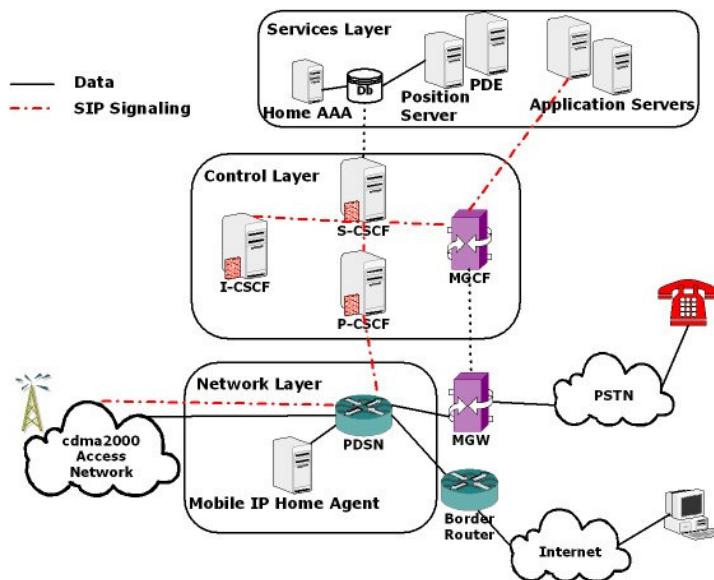 Services Layer
Data
SIP Signaling
Db
PDE
Home AAA
Position
Server
Application Servers
Control Layer
S-CSCF
I-CSCF
MGCF
P-CSCF
Network Layer
PSTN
cdma2000
Access
Network
PDSN
MGW
Mobile IP Home Agent
Border
Router
Internet